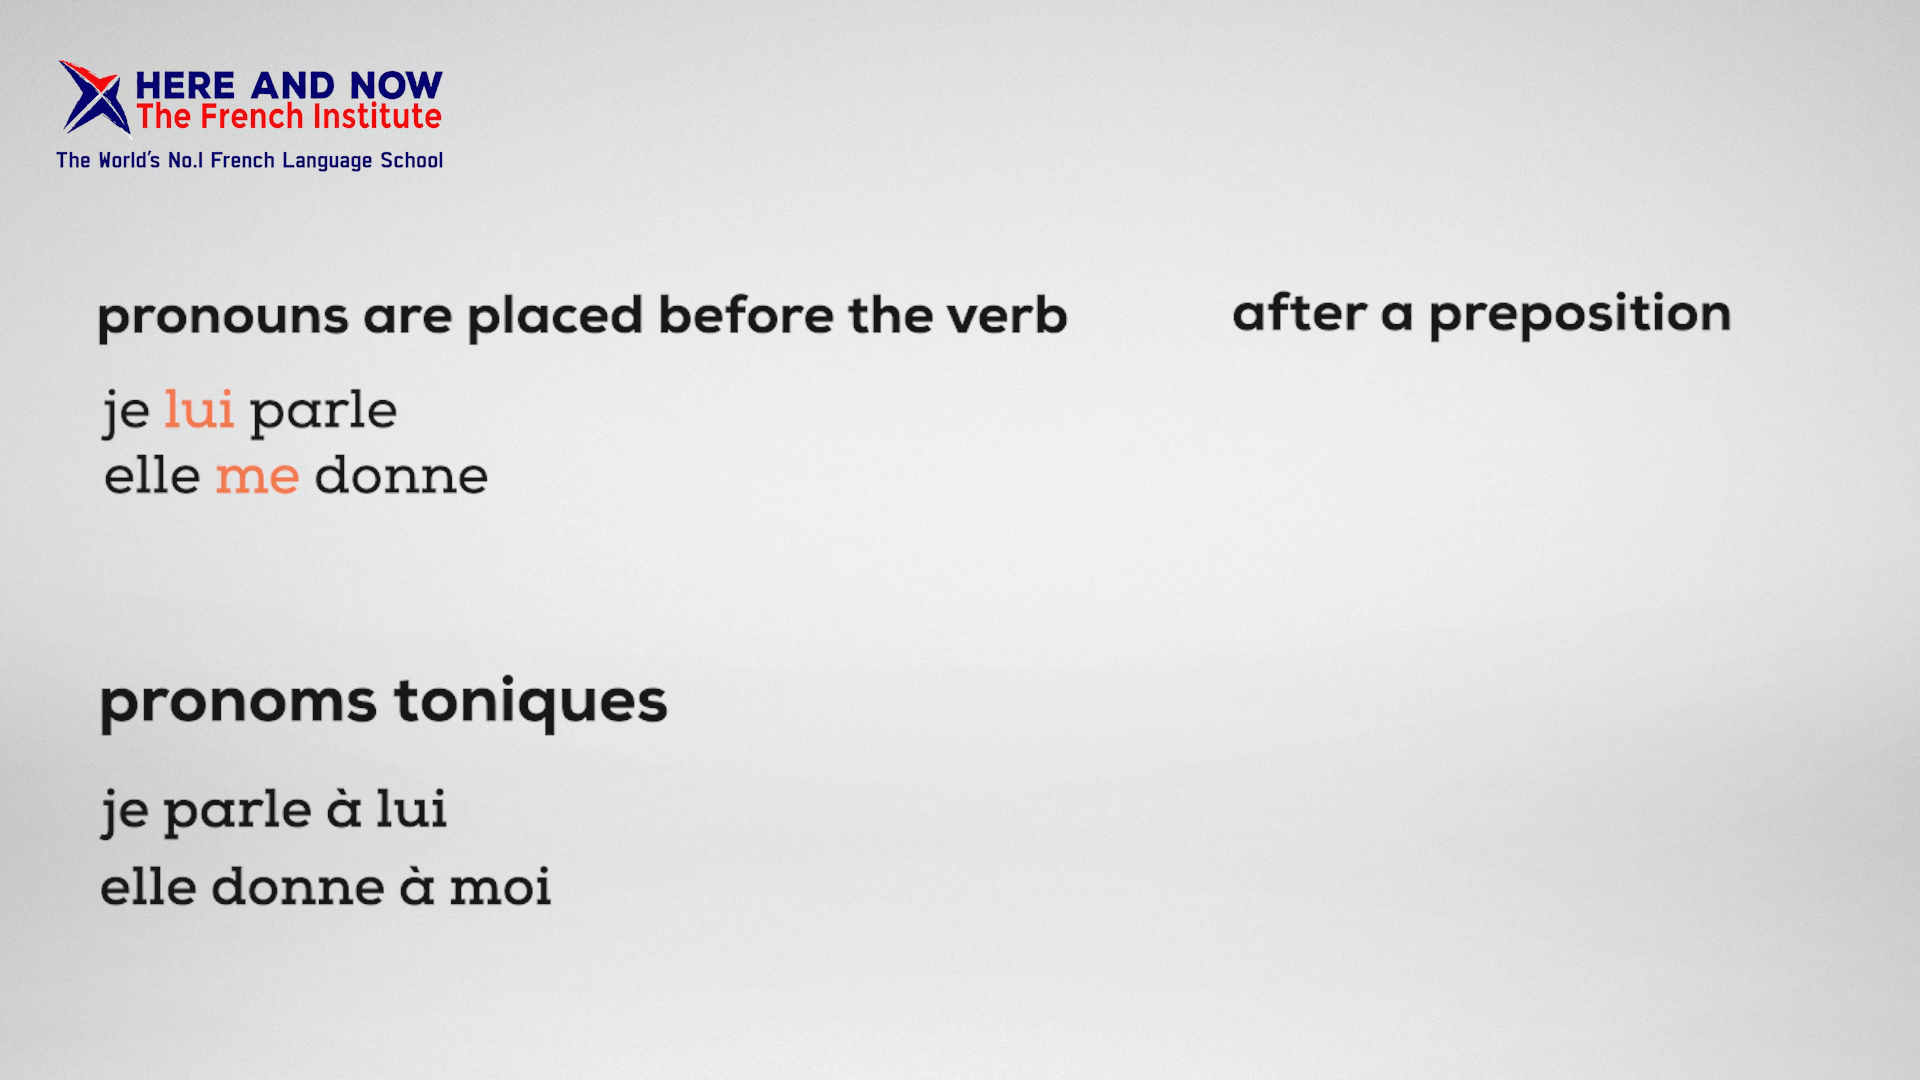 HERE AND NOW
The French Institute
The World's No.1 French Language School
pronouns are placed before the verb
after a preposition
je lui parle
elle me donne
pronoms toniques
je parle à lui
elle donne à moi